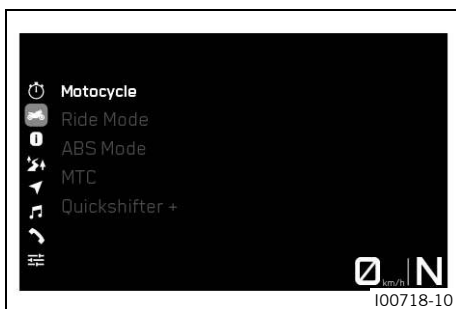 Motocycle
Ride Mode
ABS Mode
MTC
Quickshifter +
0 km/h N
I00718-10